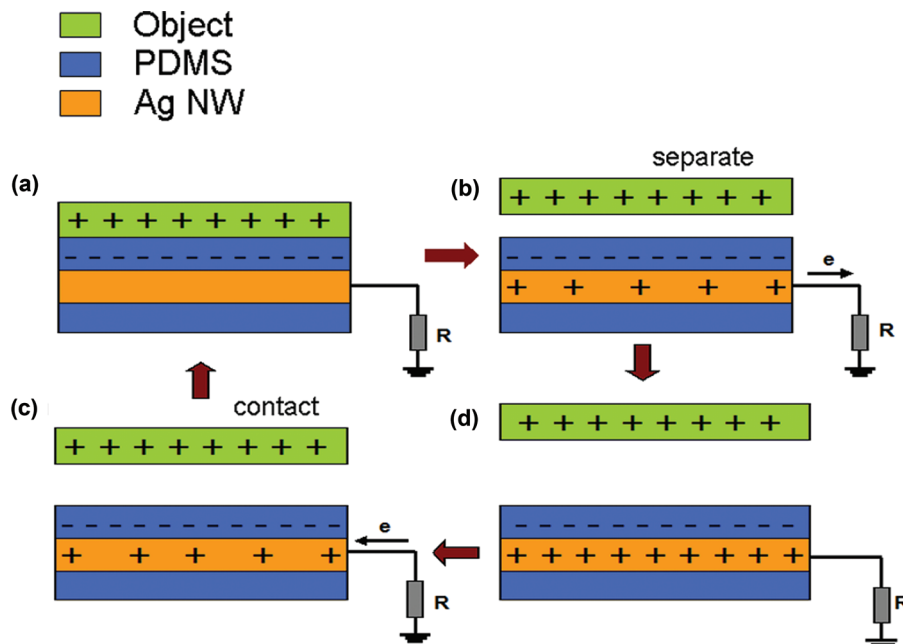 Object
PDMS
Ag NW
(a)
+ + + + + + + +
- - - - - - - - - - - - - -
R
separate
(b)
+ + + + + + + +
- - - - - - - - - - - - - -
+ + + + +
e
R
(c)
contact
+ + + + + + + +
- - - - - - - - - - - - - -
+ + + + +
e
R
(d)
+ + + + + + + +
- - - - - - - - - - - - - -
+ + + + + + + + +
R